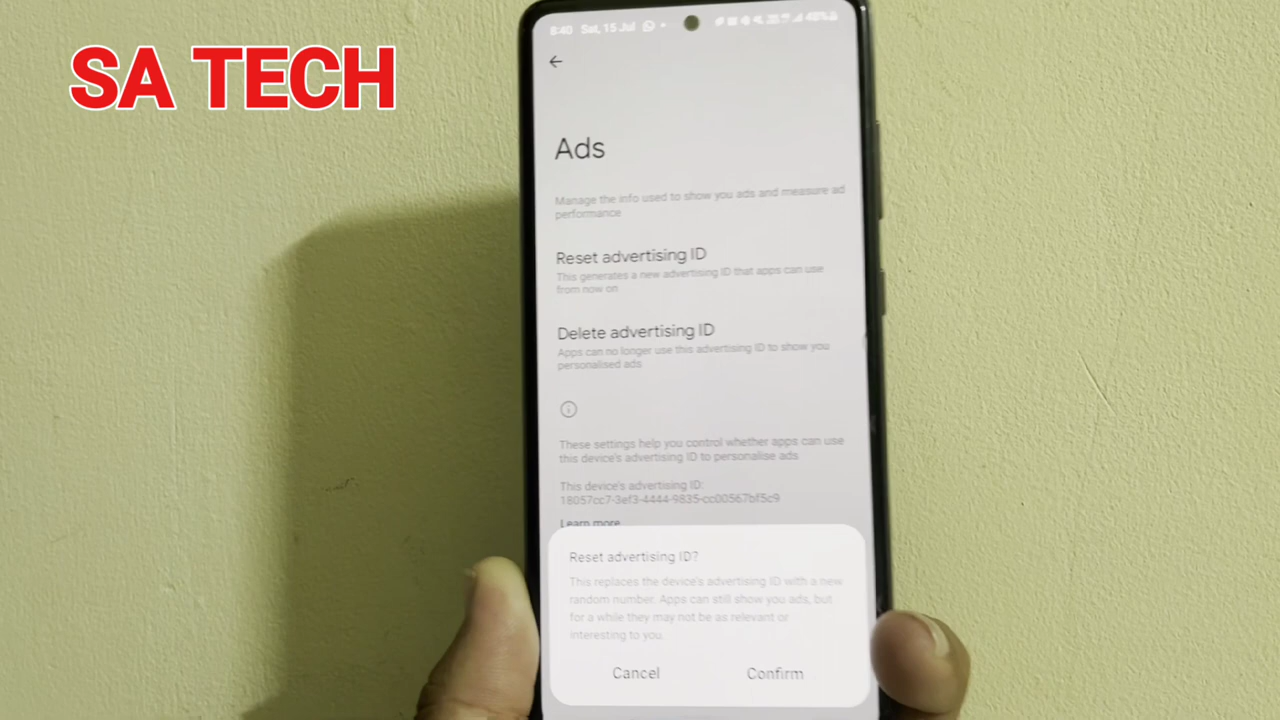 SA TECH
8:40 Sat, 15 Jul
Ads
Manage the info used to show you ads and measure ad
performance
Reset advertising ID
This generates a new advertising ID that apps can use
from now on
Delete advertising ID
Apps can no longer use this advertising ID to show you
personalised ads
These settings help you control whether apps can use
this device's advertising ID to personalise ads
This device's advertising ID:
18057cc7-3ef3-4444-9835-cc00567bf5c9
Learn more
Reset advertising ID?
This replaces the device's advertising ID with a new
random number. Apps can still show you ads, but
for a while they may not be as relevant or
interesting to you.
Cancel Confirm